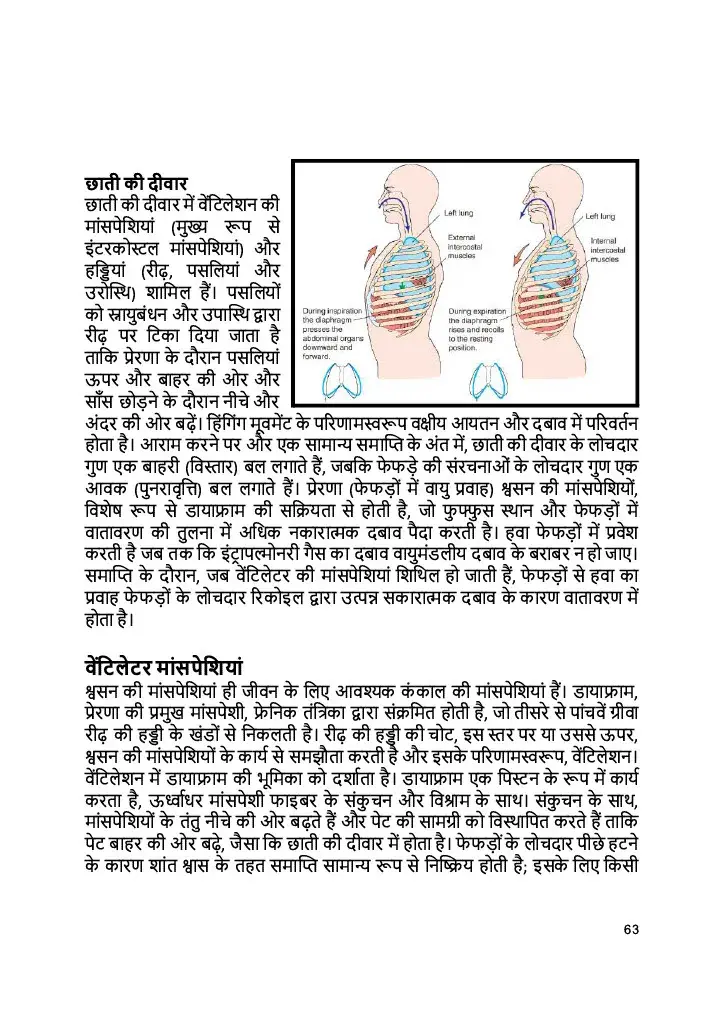 छाती की दीवार
छाती की दीवार में वेंटिलेशन की
मांसपेशियां (मुख्य रूप से
इंटरकोस्टल मांसपेशियां) और
हड्डियां (रीढ़, पसलियां और
उरोस्थि) शामिल हैं। पसलियों
को स्नायुबंधन और उपास्थि द्वारा
रीढ़ पर टिका दिया जाता है
ताकि प्रेरणा के दौरान पसलियां
ऊपर और बाहर की ओर और
साँस छोड़ने के दौरान नीचे और
Left lung
External
intercostal
muscles
During inspiration
the diaphragm
presses the
abdominal organs
downward and
forward.
Left lung
Internal
intercostal
muscles
During expiration
the diaphragm
rises and recoils
to the resting
position.
अंदर की ओर बढ़ें। हिंगिंग मूवमेंट के परिणामस्वरूप वक्षीय आयतन और दबाव में परिवर्तन
होता है। आराम करने पर और एक सामान्य समाप्ति के अंत में, छाती की दीवार के लोचदार
गुण एक बाहरी (विस्तार) बल लगाते हैं, जबकि फेफड़े की संरचनाओं के लोचदार गुण एक
आवक (पुनरावृत्ति) बल लगाते हैं। प्रेरणा (फेफड़ों में वायु प्रवाह) श्वसन की मांसपेशियों,
विशेष रूप से डायाफ्राम की सक्रियता से होती है, जो फुफ्फुस स्थान और फेफड़ों में
वातावरण की तुलना में अधिक नकारात्मक दबाव पैदा करती है। हवा फेफड़ों में प्रवेश
करती है जब तक कि इंट्रापल्मोनरी गैस का दबाव वायुमंडलीय दबाव के बराबर न हो जाए।
समाप्ति के दौरान, जब वेंटिलेटर की मांसपेशियां शिथिल हो जाती हैं, फेफड़ों से हवा का
प्रवाह फेफड़ों के लोचदार रिकोइल द्वारा उत्पन्न सकारात्मक दबाव के कारण वातावरण में
होता है।
वेंटिलेटर मांसपेशियां
श्वसन की मांसपेशियां ही जीवन के लिए आवश्यक कंकाल की मांसपेशियां हैं। डायाफ्राम,
प्रेरणा की प्रमुख मांसपेशी, फ्रेनिक तंत्रिका द्वारा संक्रमित होती है, जो तीसरे से पांचवें ग्रीवा
रीढ़ की हड्डी के खंडों से निकलती है। रीढ़ की हड्डी की चोट, इस स्तर पर या उससे ऊपर,
श्वसन की मांसपेशियों के कार्य से समझौता करती है और इसके परिणामस्वरूप, वेंटिलेशन।
वेंटिलेशन में डायाफ्राम की भूमिका को दर्शाता है। डायाफ्राम एक पिस्टन के रूप में कार्य
करता है, ऊर्ध्वाधर मांसपेशी फाइबर के संकुचन और विश्राम के साथ। संकुचन के साथ,
मांसपेशियों के तंतु नीचे की ओर बढ़ते हैं और पेट की सामग्री को विस्थापित करते हैं ताकि
पेट बाहर की ओर बढ़े, जैसा कि छाती की दीवार में होता है। फेफड़ों के लोचदार पीछे हटने
के कारण शांत श्वास के तहत समाप्ति सामान्य रूप से निष्क्रिय होती है; इसके लिए किसी
63